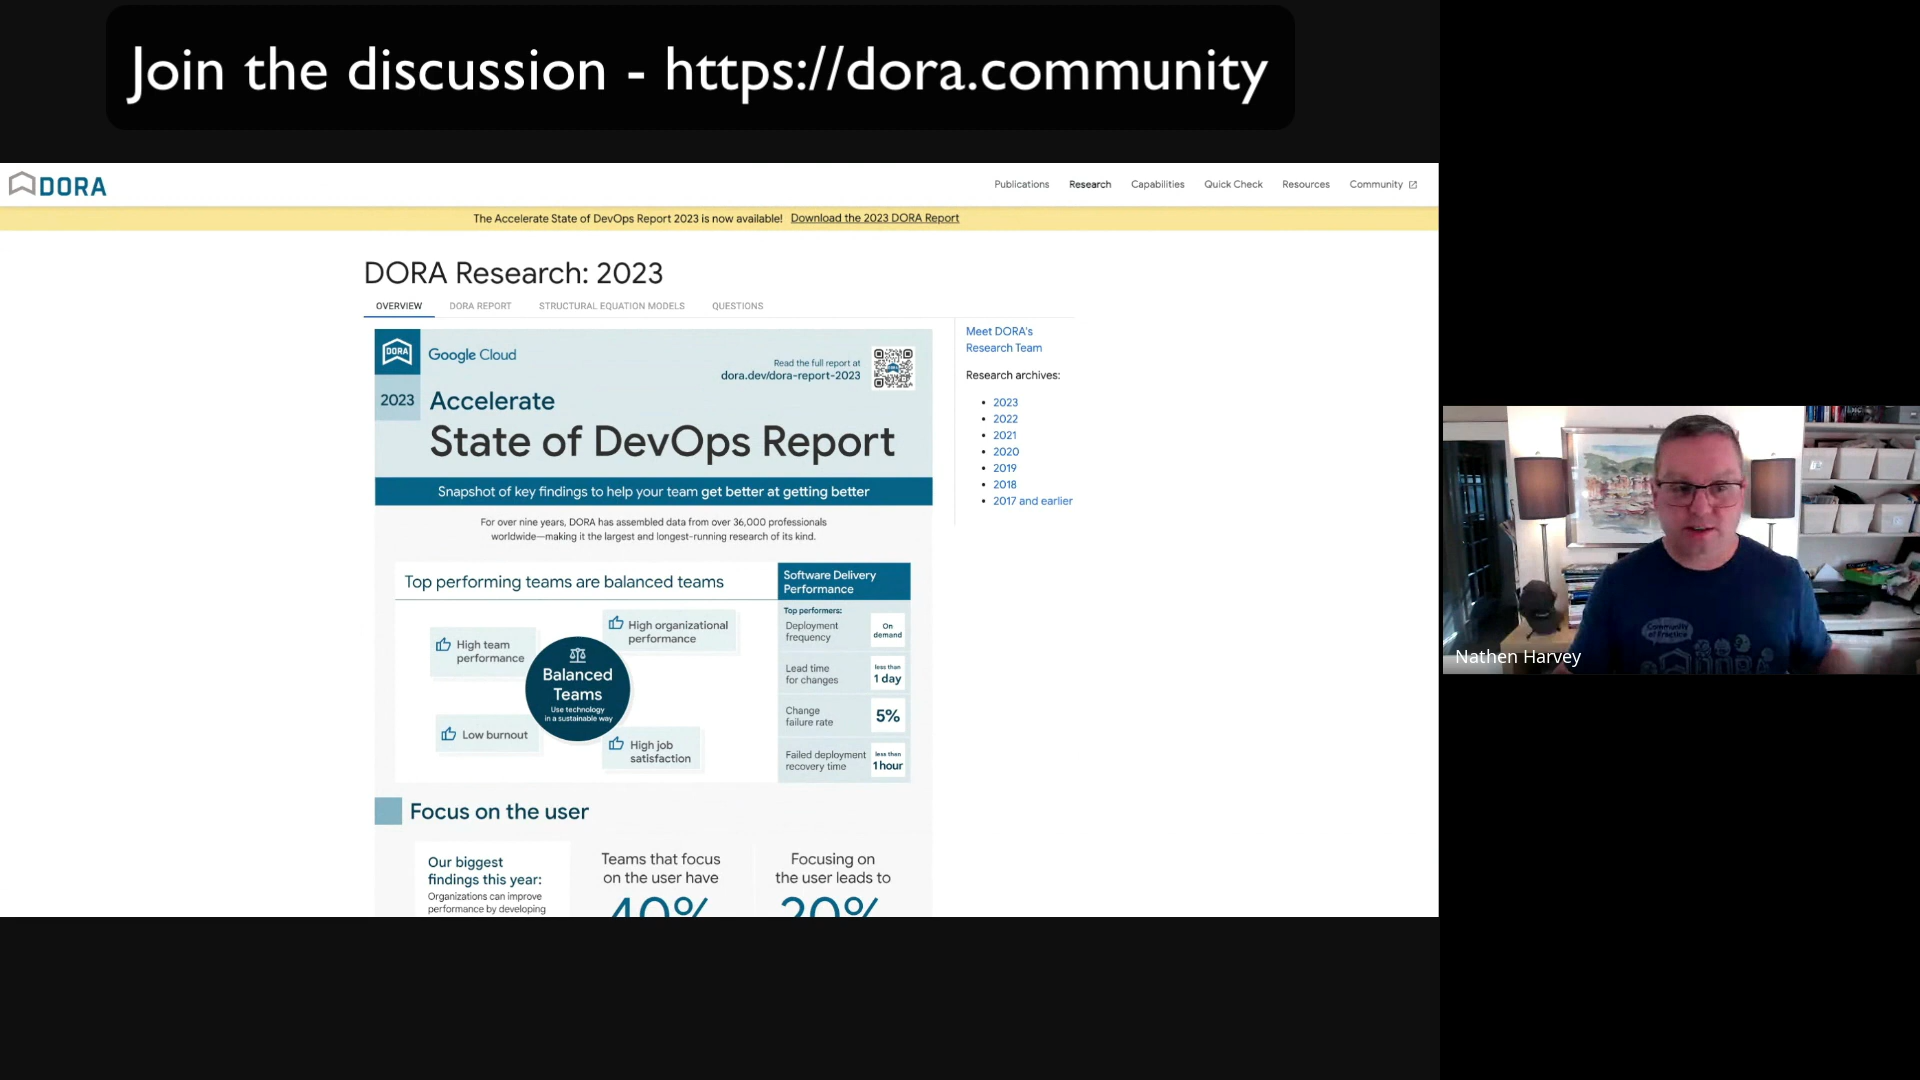 Join the discussion - https://dora.community
DORA
Publications
Research
Capabilities
Quick Check
Resources
Community
The Accelerate State of DevOps Report 2023 is now available! Download the 2023 DORA Report
DORA Research: 2023
OVERVIEW
DORA REPORT
STRUCTURAL EQUATION MODELS
QUESTIONS
DORA
Google Cloud
Read the full report at
dora.dev/dora-report-2023
2023
Accelerate
State of DevOps Report
Snapshot of key findings to help your team get better at getting better
For over nine years, DORA has assembled data from over 36,000 professionals
worldwide—making it the largest and longest-running research of its kind.
Top performing teams are balanced teams
High team
performance
High organizational
performance
Balanced
Teams
Use technology
in a sustainable way
Low burnout
High job
satisfaction
Software Delivery
Performance
Top performers:
Deployment
frequency
On
demand
Lead time
for changes
less than
1 day
Change
failure rate
5%
Failed deployment
recovery time
less than
1 hour
Focus on the user
Our biggest
findings this year:
Organizations can improve
performance by developing
Teams that focus
on the user have
40%
Focusing on
the user leads to
20%
Meet DORA's
Research Team
Research archives:
2023
2022
2021
2020
2019
2018
2017 and earlier
Community
of Practice
DORA
Nathen Harvey